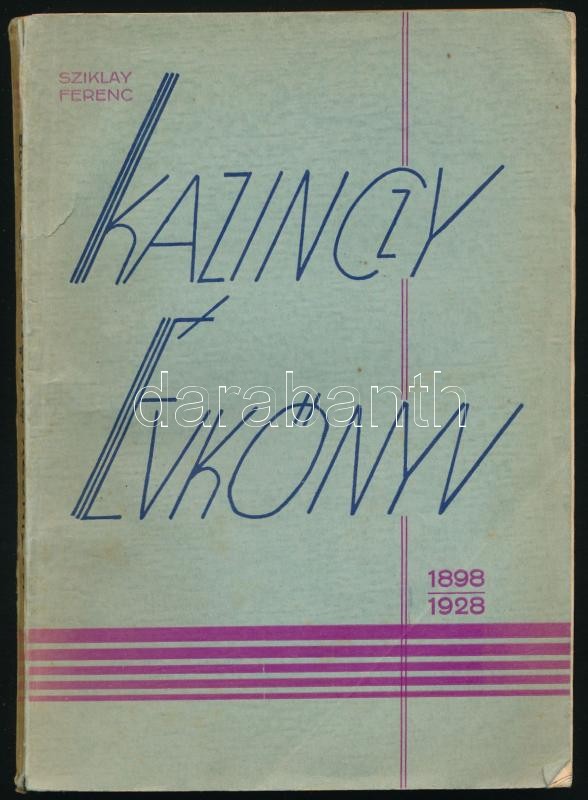 SZIKLAY
FERENC
KAZINCZY
ÉVKÖNYV
darabanth
1898
1928